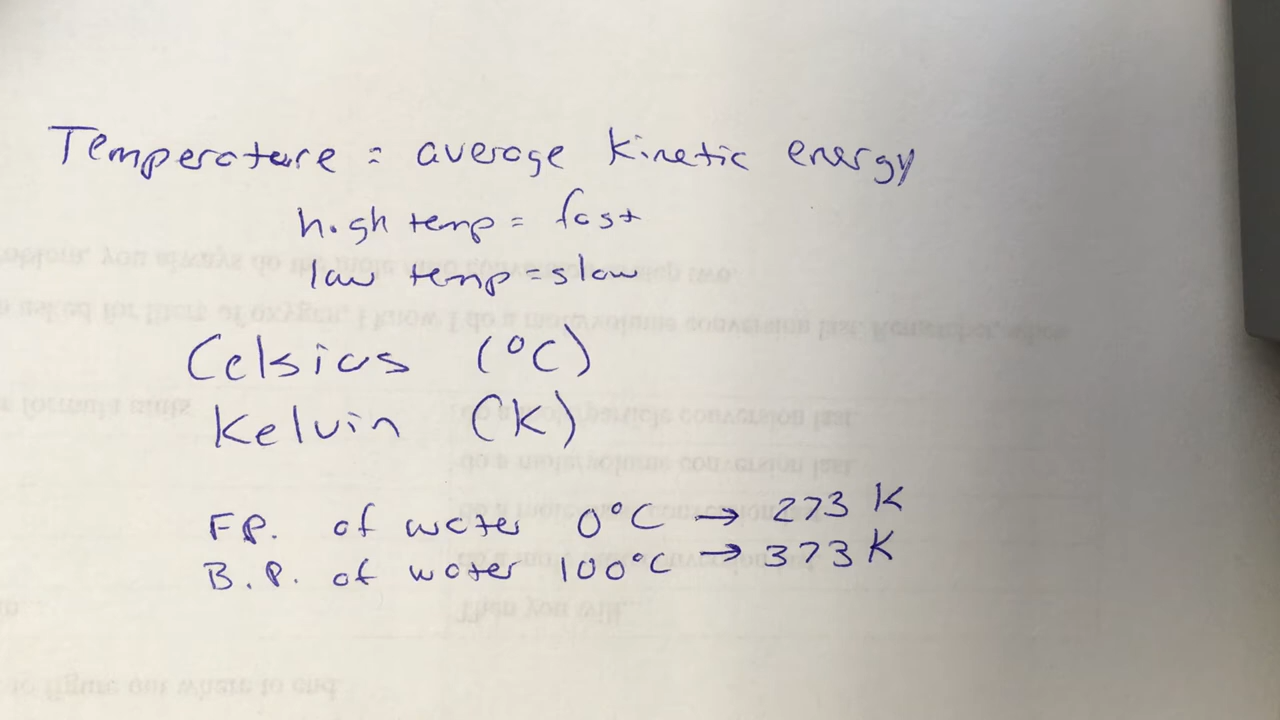 Temperature = average kinetic energy
high temp = fast
low temp = slow
Celsius (°C)
Kelvin (K)
F.P. of water 0°C → 273 K
B.P. of water 100°C → 373 K